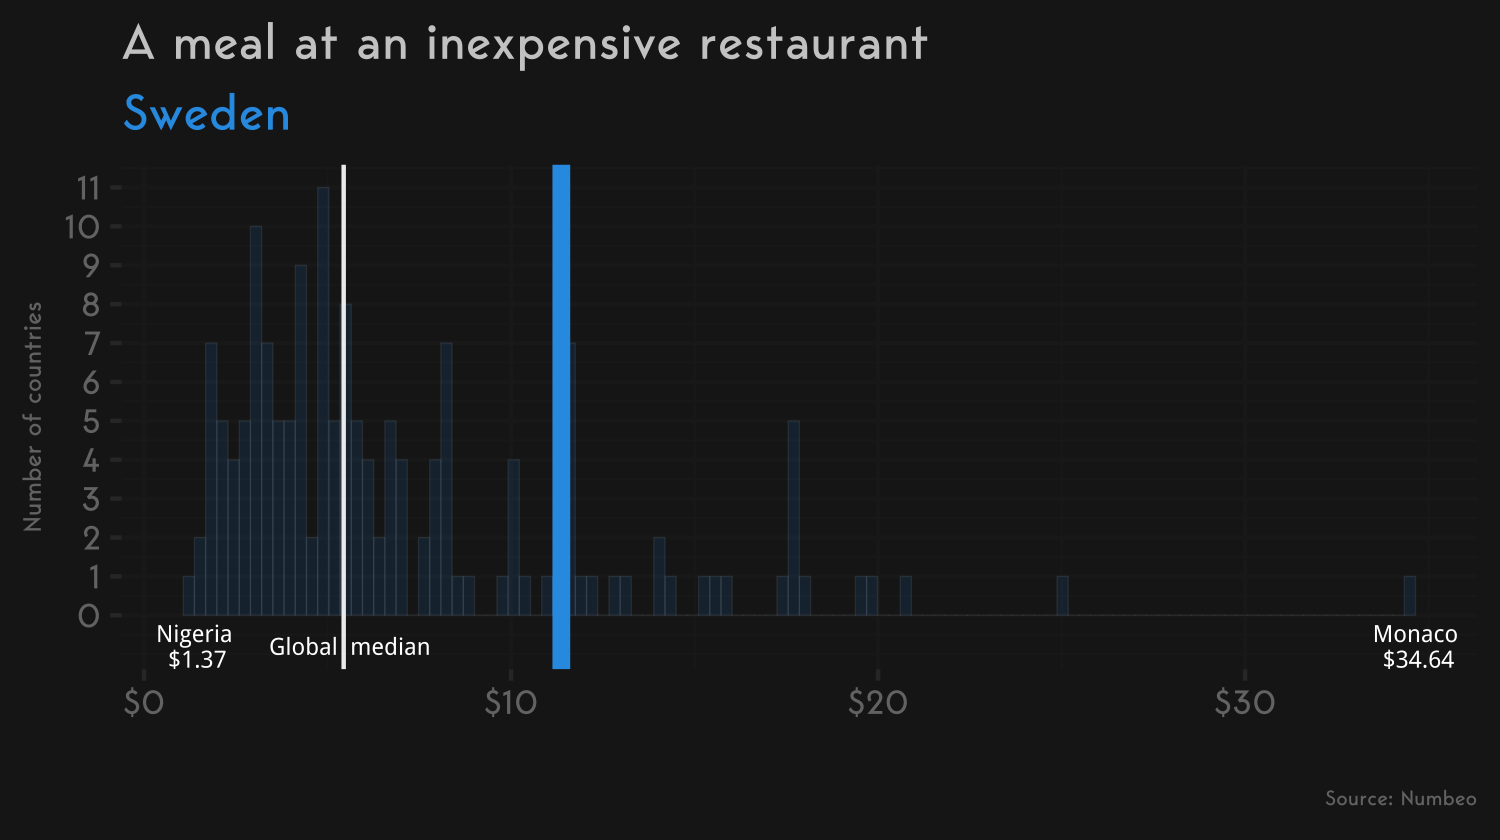 A meal at an inexpensive restaurant
Sweden
Number of countries
11
10
9
8
7
6
5
4
3
2
1
0
Nigeria
$1.37
Global median
Monaco
$34.64
$0 $10 $20 $30
Source: Numbeo